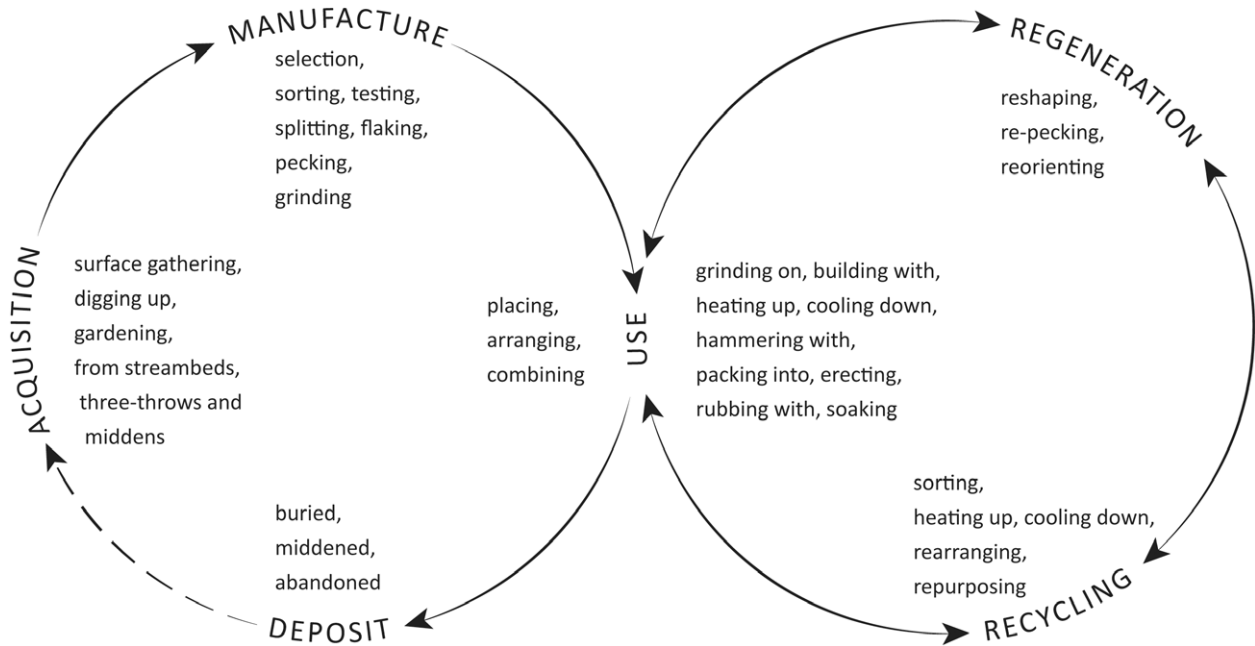 MANUFACTURE
selection,
sorting, testing,
splitting, flaking,
pecking,
grinding
REGENERATION
reshaping,
re-pecking,
reorienting
ACQUISITION
surface gathering,
digging up,
gardening,
from streambeds,
three-throws and
middens
placing,
arranging,
combining
USE
grinding on, building with,
heating up, cooling down,
hammering with,
packing into, erecting,
rubbing with, soaking
buried,
middened,
abandoned
DEPOSIT
sorting,
heating up, cooling down,
rearranging,
repurposing
RECYCLING